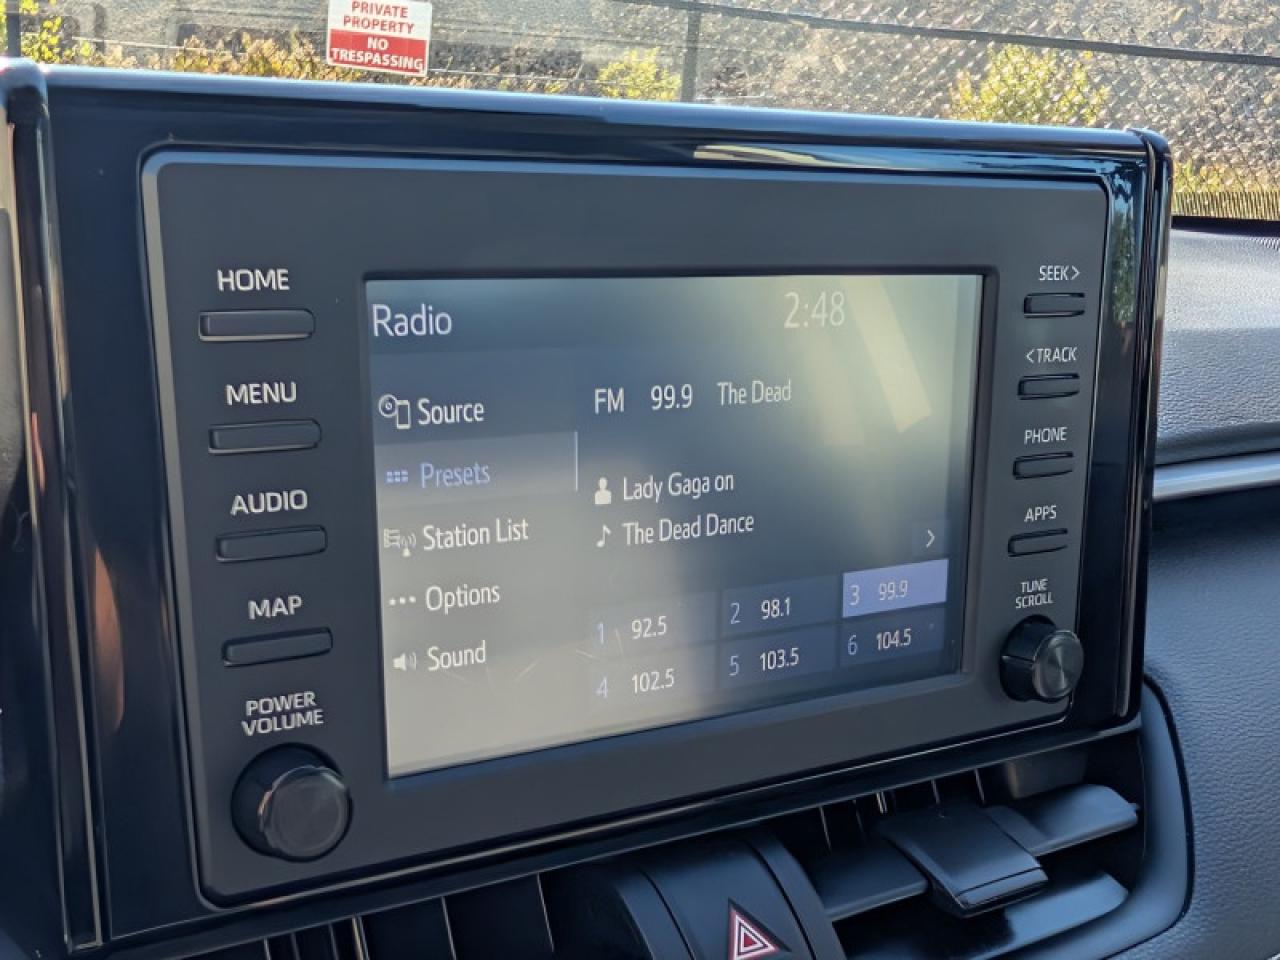 PRIVATE
PROPERTY
NO
TRESPASSING
HOME
MENU
AUDIO
MAP
POWER
VOLUME
Radio
2:48
Source
Presets
Station List
Options
Sound
FM 99.9 The Dead
Lady Gaga on
The Dead Dance
>
1 92.5
2 98.1
3 99.9
4 102.5
5 103.5
6 104.5
SEEK>
<TRACK
PHONE
APPS
TUNE
SCROLL